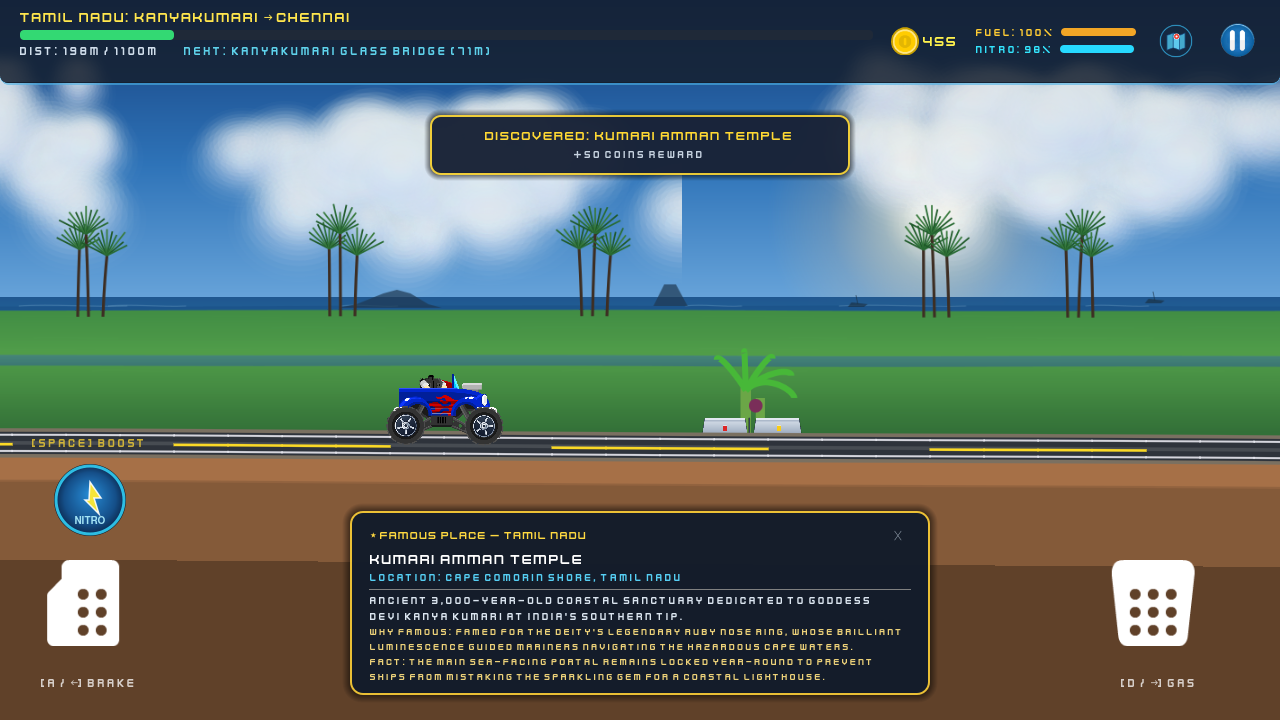 TAMIL NADU: KANYAKUMARI → CHENNAI
DIST: 198M / 1100M NEXT: KANYAKUMARI GLASS BRIDGE (71M)
455
FUEL: 100%
NITRO: 98%
DISCOVERED: KUMARI AMMAN TEMPLE
+50 COINS REWARD
[SPACE] BOOST
NITRO
★ FAMOUS PLACE — TAMIL NADU X
KUMARI AMMAN TEMPLE
LOCATION: CAPE COMORIN SHORE, TAMIL NADU
ANCIENT 3,000-YEAR-OLD COASTAL SANCTUARY DEDICATED TO GODDESS
DEVI KANYA KUMARI AT INDIA'S SOUTHERN TIP.
WHY FAMOUS: FAMED FOR THE DEITY'S LEGENDARY RUBY NOSE RING, WHOSE BRILLIANT
LUMINESCENCE GUIDED MARINERS NAVIGATING THE HAZARDOUS CAPE WATERS.
FACT: THE MAIN SEA-FACING PORTAL REMAINS LOCKED YEAR-ROUND TO PREVENT
SHIPS FROM MISTAKING THE SPARKLING GEM FOR A COASTAL LIGHTHOUSE.
[A / ←] BRAKE
[D / →] GAS